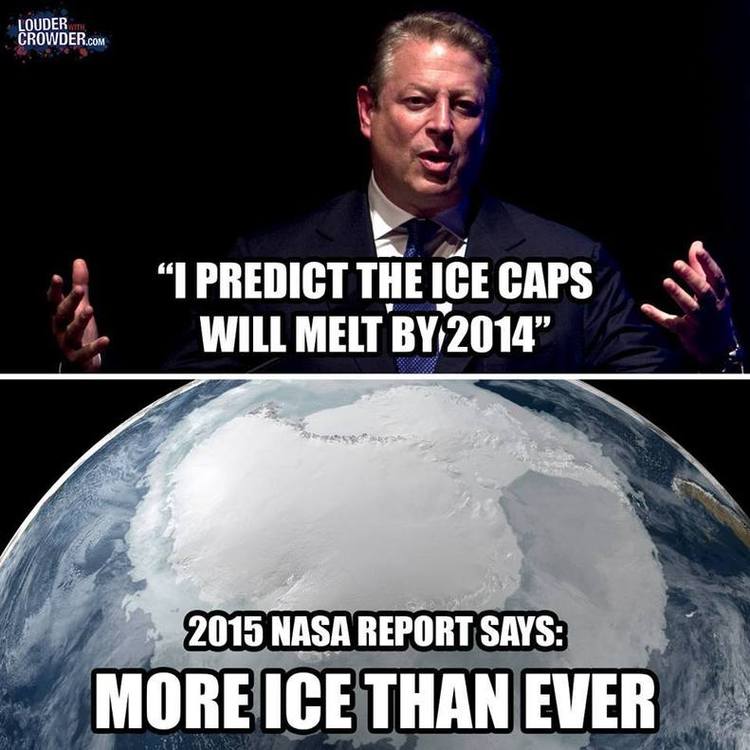 LOUDER WITH
CROWDER.COM
“I PREDICT THE ICE CAPS
WILL MELT BY 2014”
2015 NASA REPORT SAYS:
MORE ICE THAN EVER